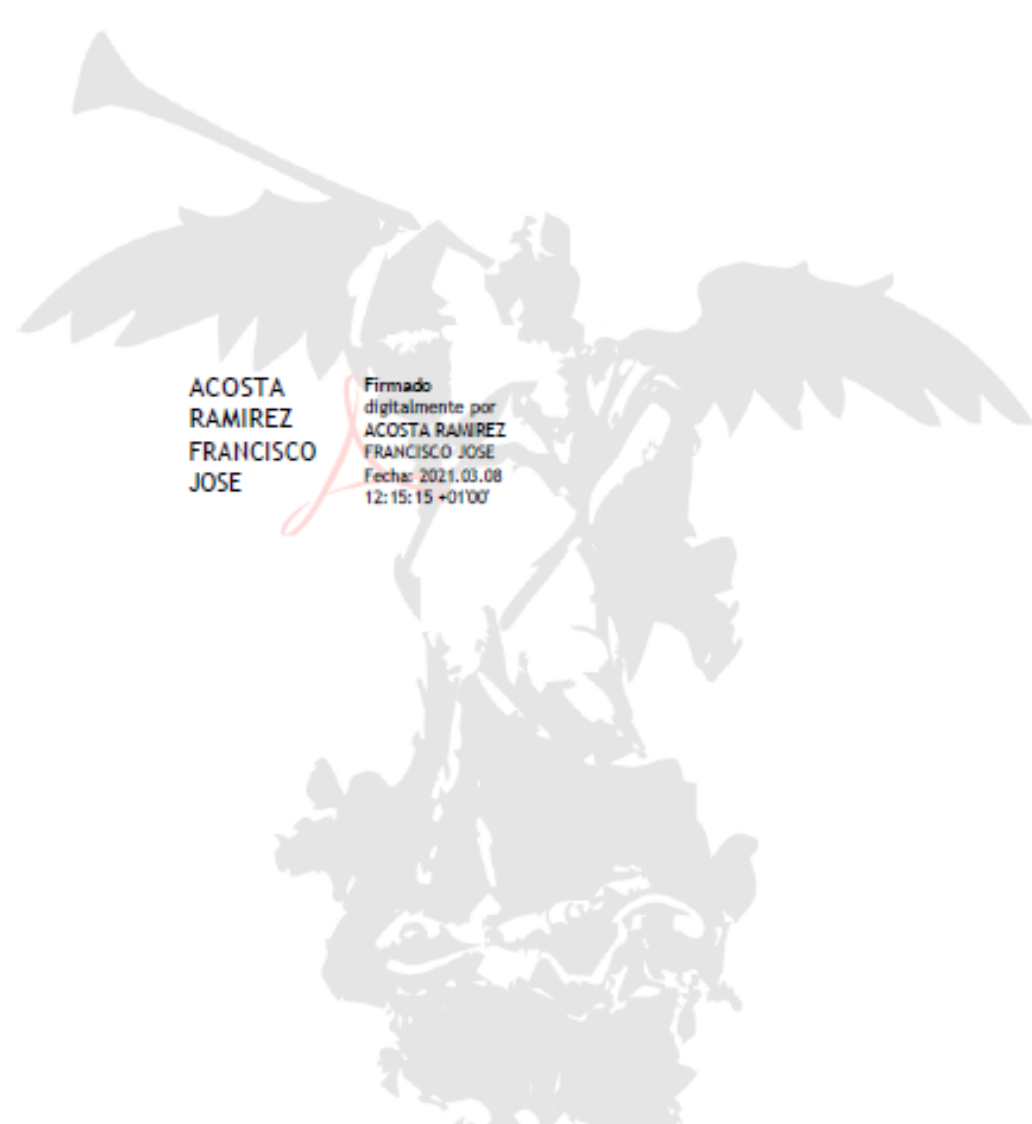 ACOSTA
RAMIREZ
FRANCISCO
JOSE
Firmado
digitalmente por
ACOSTA RAMIREZ
FRANCISCO JOSE
Fecha: 2021.03.08
12:15:15 +01'00'